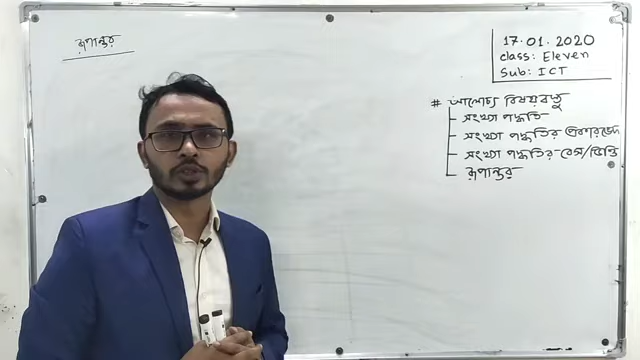 রূপান্তর
17.01.2020
class: Eleven
Sub: ICT
# আলোচ্য বিষয়বস্তু
সংখ্যা পদ্ধতি
সংখ্যা পদ্ধতির প্রকারভেদ
সংখ্যা পদ্ধতির বেস/ভিত্তি
রূপান্তর